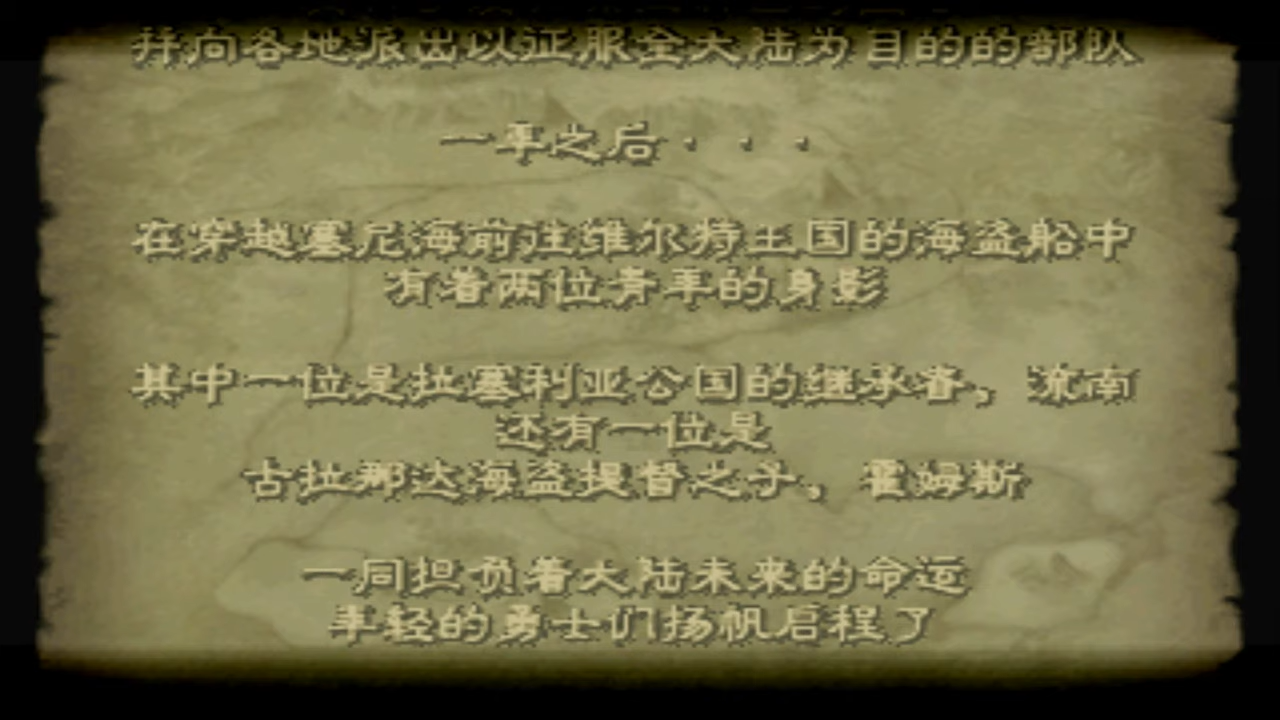 并向各地派出以征服全大陆为目的的部队
一年之后···
在穿越塞尼海前往维尔特王国的海盗船中
有着两位青年的身影
其中一位是拉塞利亚公国的继承者，流南
还有一位是
古拉那达海盗提督之子，霍姆斯
一同担负着大陆未来的命运
年轻的勇士们扬帆启程了